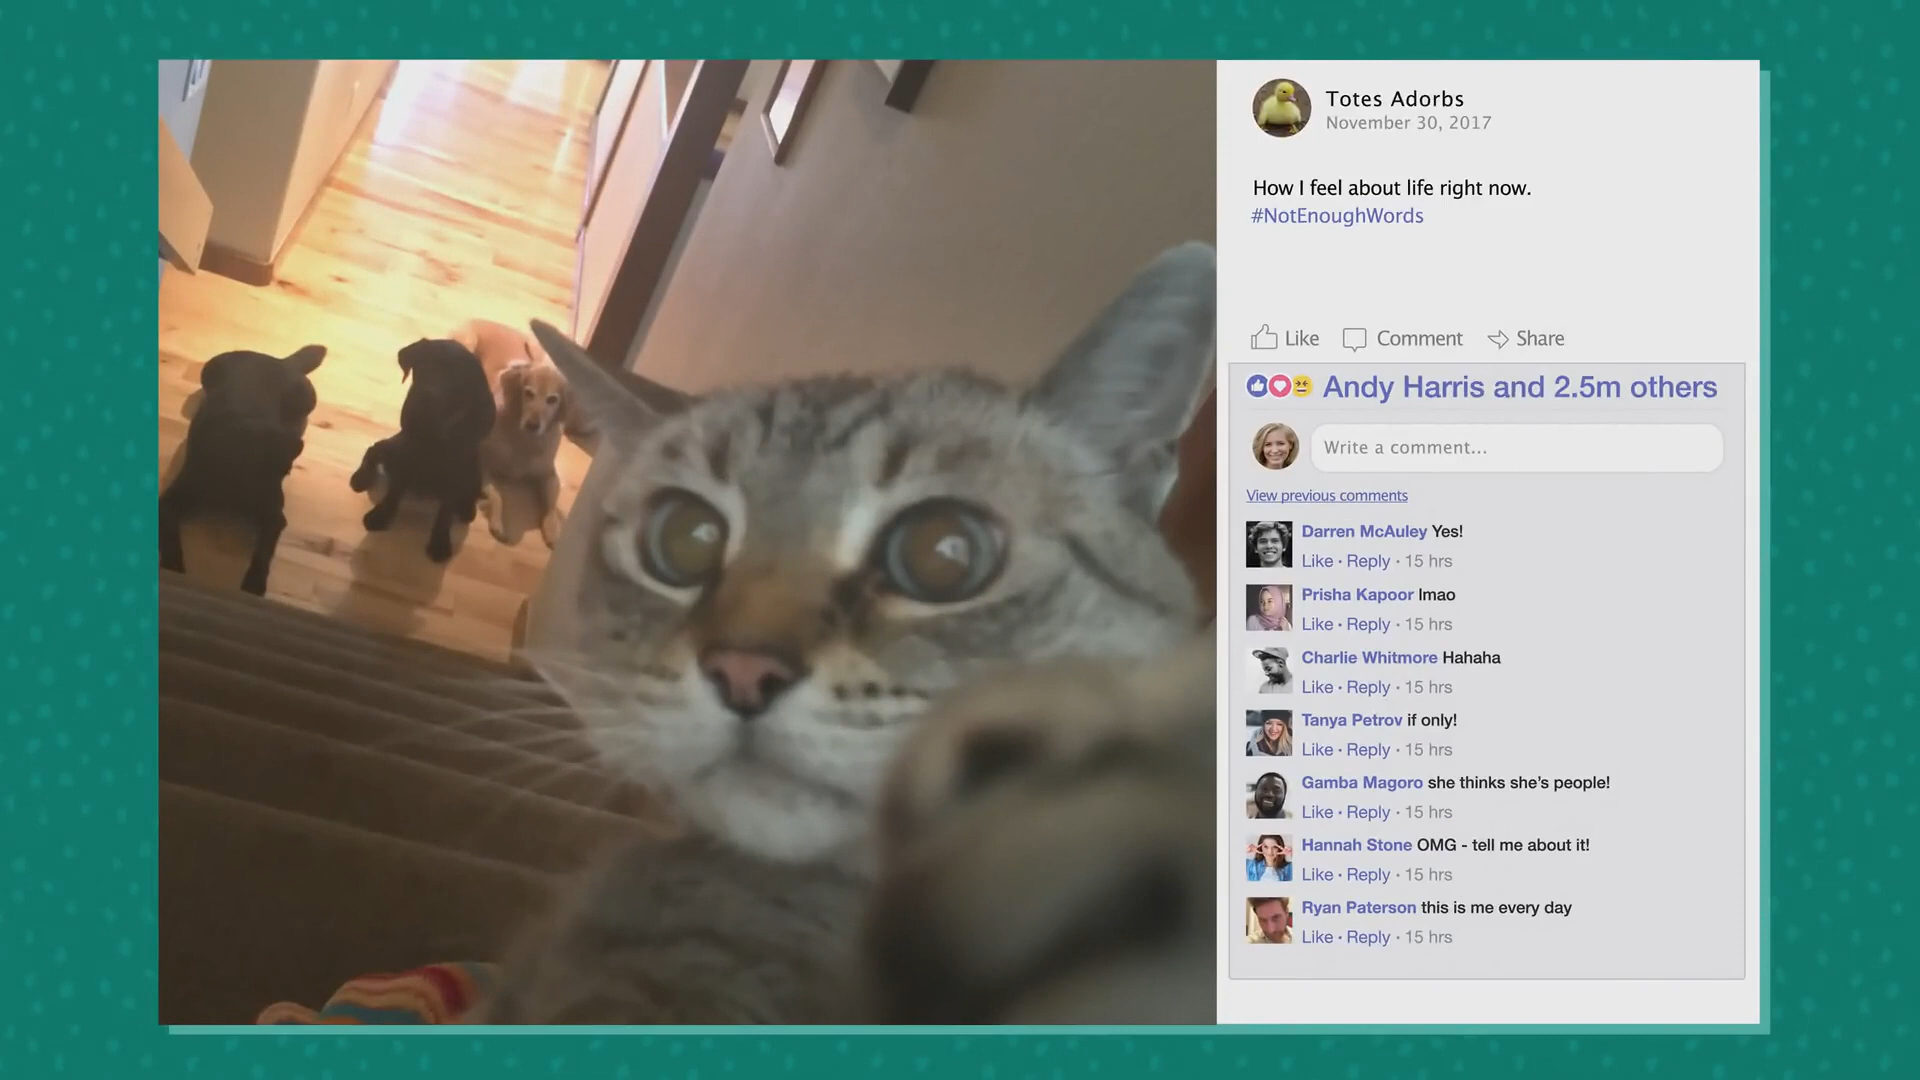 Totes Adorbs
November 30, 2017
How I feel about life right now.
#NotEnoughWords
Like Comment Share
Andy Harris and 2.5m others
Write a comment...
View previous comments
Darren McAuley Yes!
Like · Reply · 15 hrs
Prisha Kapoor lmao
Like · Reply · 15 hrs
Charlie Whitmore Hahaha
Like · Reply · 15 hrs
Tanya Petrov if only!
Like · Reply · 15 hrs
Gamba Magoro she thinks she’s people!
Like · Reply · 15 hrs
Hannah Stone OMG - tell me about it!
Like · Reply · 15 hrs
Ryan Paterson this is me every day
Like · Reply · 15 hrs